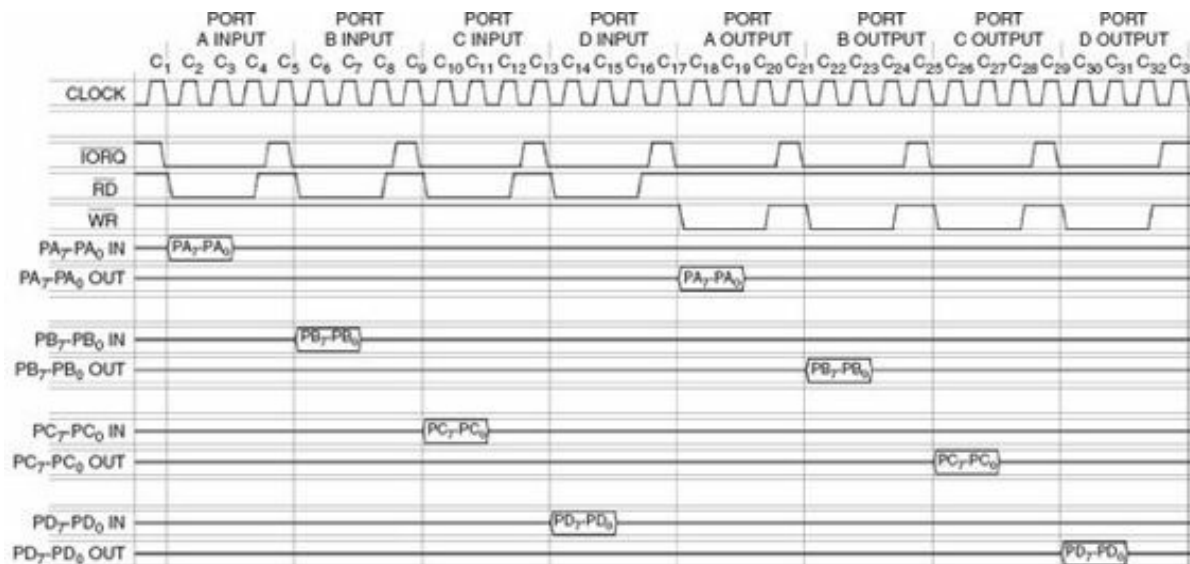 PORT PORT PORT PORT PORT PORT PORT PORT
A INPUT B INPUT C INPUT D INPUT A OUTPUT B OUTPUT C OUTPUT D OUTPUT
C1 C2 C3 C4 C5 C6 C7 C8 C9 C10 C11 C12 C13 C14 C15 C16 C17 C18 C19 C20 C21 C22 C23 C24 C25 C26 C27 C28 C29 C30 C31 C32
CLOCK
IORQ
RD
WR
PA7-PA0 IN PA7-PA0
PA7-PA0 OUT PA7-PA0
PB7-PB0 IN PB7-PB0
PB7-PB0 OUT PB7-PB0
PC7-PC0 IN PC7-PC0
PC7-PC0 OUT PC7-PC0
PD7-PD0 IN PD7-PD0
PD7-PD0 OUT PD7-PD0